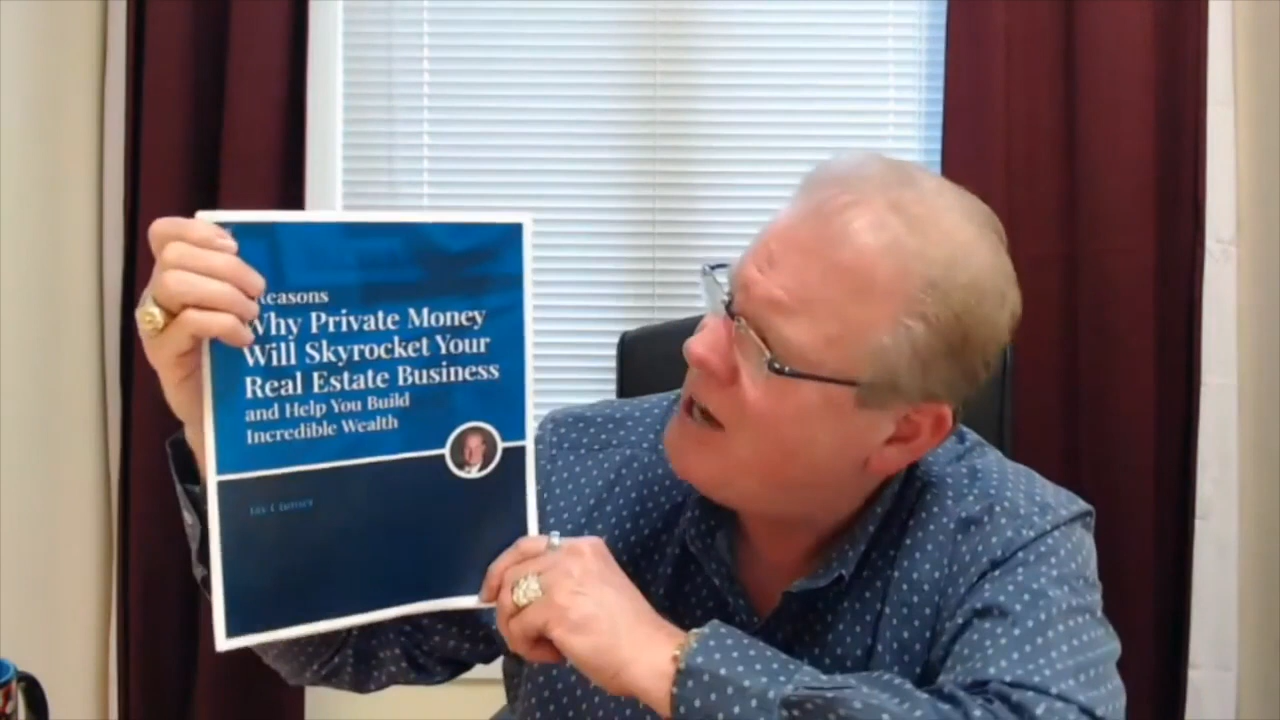 Reasons
Why Private Money
Will Skyrocket Your
Real Estate Business
and Help You Build
Incredible Wealth